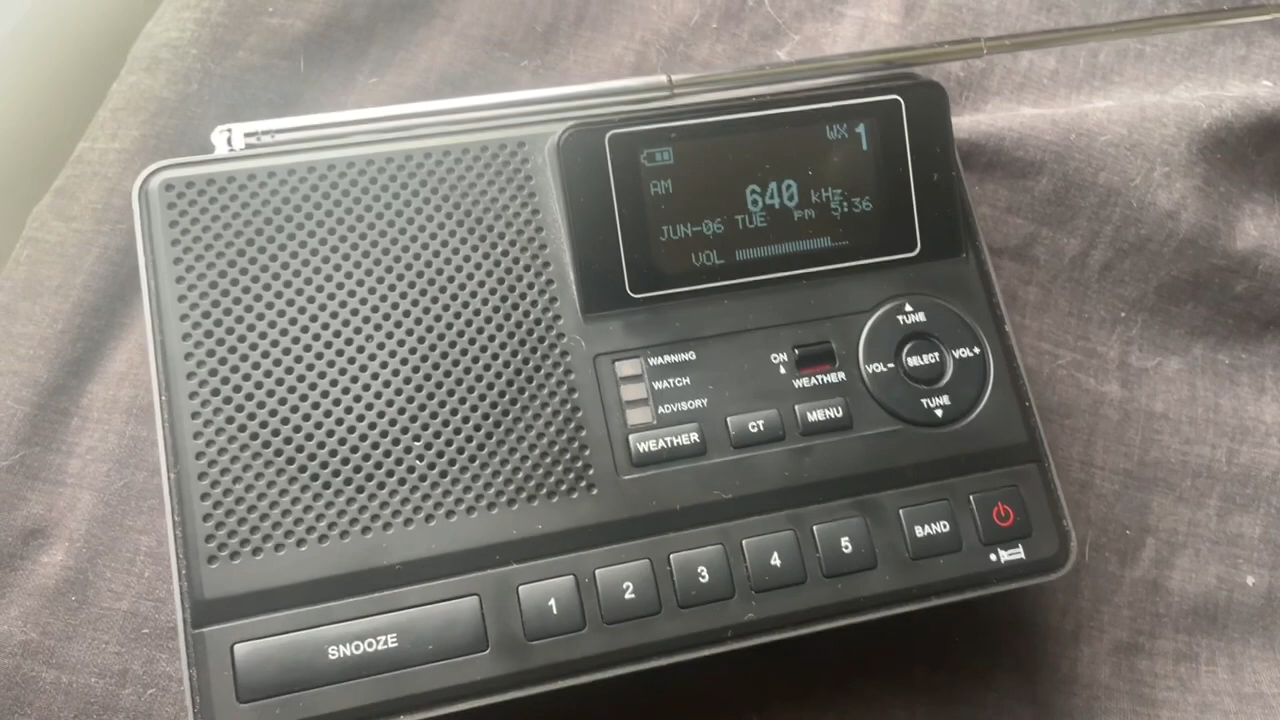 WX 1
AM
640 kHz
JUN-06 TUE PM 5:36
VOL
WARNING
WATCH
ADVISORY
WEATHER
ON
WEATHER
CT
MENU
TUNE
VOL-
SELECT
VOL+
TUNE
SNOOZE
1
2
3
4
5
BAND